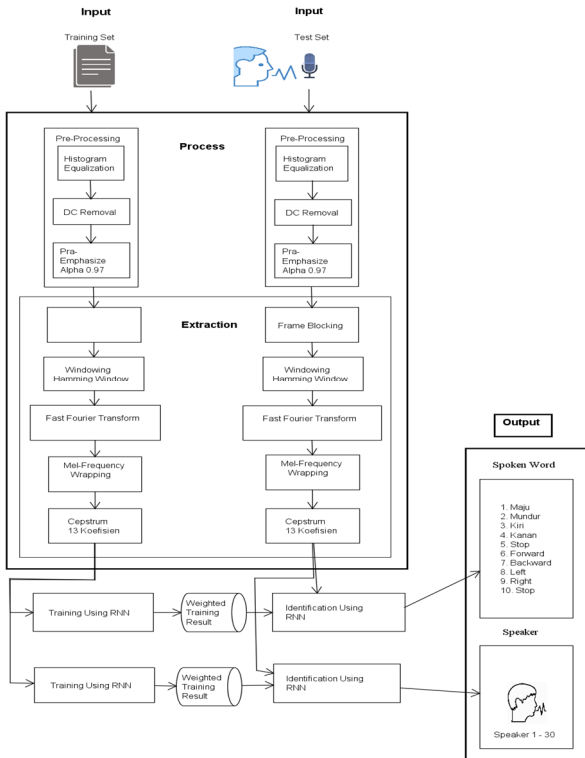 Input
Input
Training Set
Test Set
Process
Pre-Processing
Histogram
Equalization
DC Removal
Pra-
Emphasize
Alpha 0.97
Pre-Processing
Histogram
Equalization
DC Removal
Pra-
Emphasize
Alpha 0.97
Extraction
Windowing
Hamming Window
Fast Fourier Transform
Mel-Frequency
Wrapping
Cepstrum
13 Koefisien
Frame Blocking
Windowing
Hamming Window
Fast Fourier Transform
Mel-Frequency
Wrapping
Cepstrum
13 Koefisien
Training Using RNN
Weighted
Training
Result
Identification Using
RNN
Training Using RNN
Weighted
Training
Result
Identification Using
RNN
Output
Spoken Word
1. Maju
2. Mundur
3. Kiri
4. Kanan
5. Stop
6. Forward
7. Backward
8. Left
9. Right
10. Stop
Speaker
Speaker 1 - 30